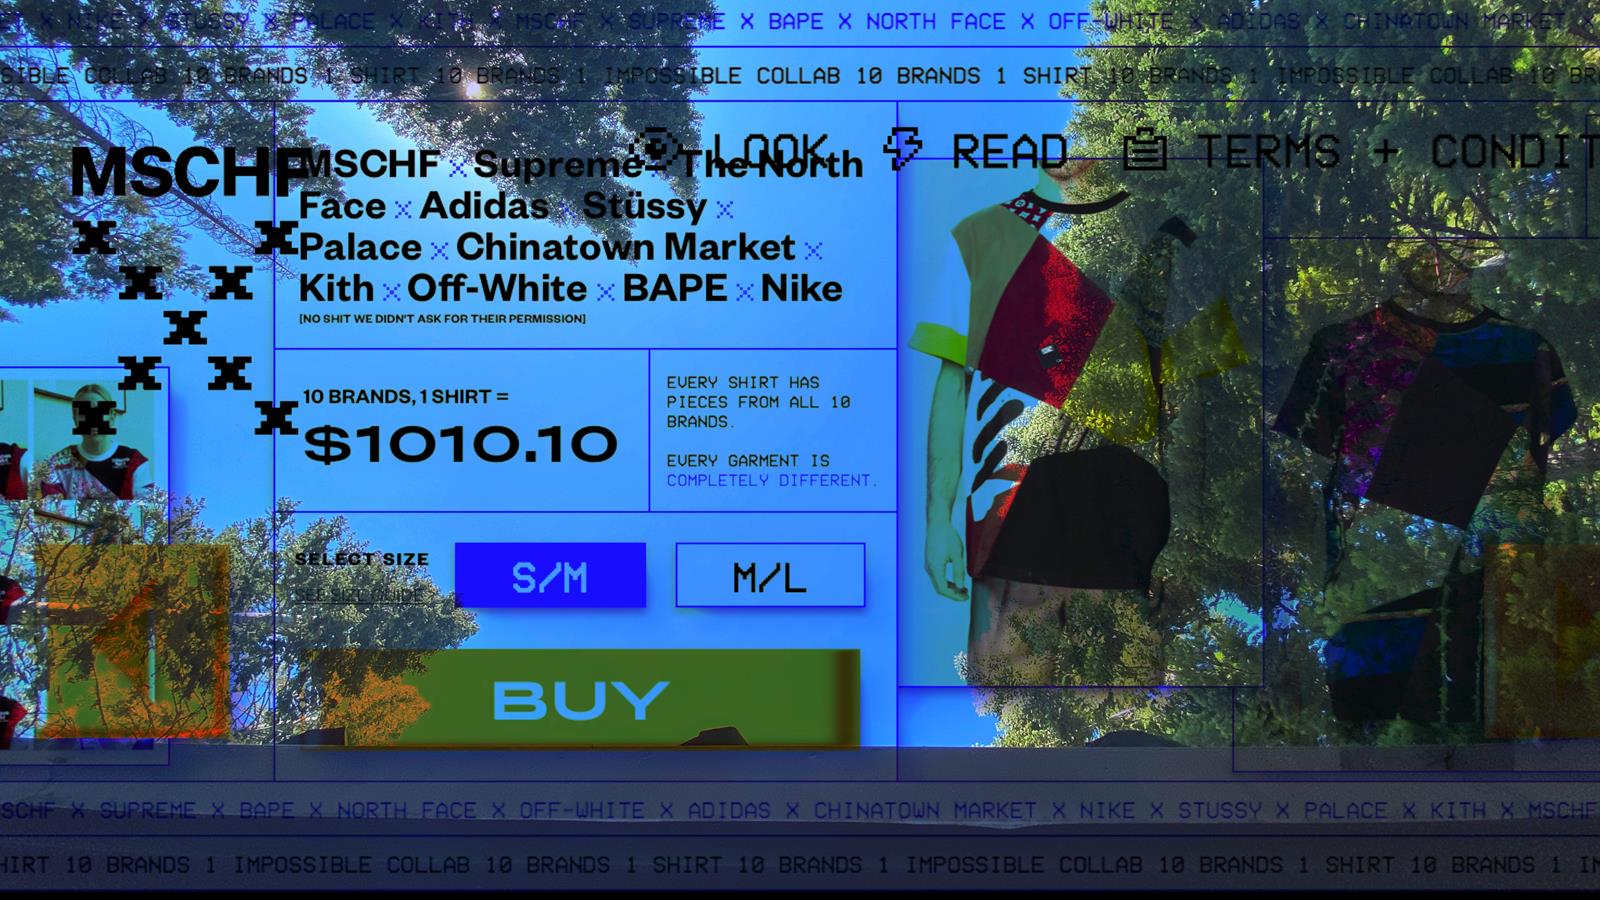 ET X NIKE X STUSSY X PALACE X KITH X MSCHF X SUPREME X BAPE X NORTH FACE X OFF-WHITE X ADIDAS X CHINATOWN MARKET X
SIBLE COLLAB 10 BRANDS 1 SHIRT 10 BRANDS 1 IMPOSSIBLE COLLAB 10 BRANDS 1 SHIRT 10 BRANDS 1 IMPOSSIBLE COLLAB 10 BR
LOOK READ TERMS + CONDIT
MSCHF
X X
X X
X
X X
X X
MSCHF x Supreme x The North
Face x Adidas x Stüssy x
Palace x Chinatown Market x
Kith x Off-White x BAPE x Nike
[NO SHIT WE DIDN'T ASK FOR THEIR PERMISSION]
10 BRANDS, 1 SHIRT =
$1010.10
EVERY SHIRT HAS
PIECES FROM ALL 10
BRANDS.
EVERY GARMENT IS
COMPLETELY DIFFERENT.
SELECT SIZE
SEE SIZE GUIDE
S/M
M/L
BUY
SCHF X SUPREME X BAPE X NORTH FACE X OFF-WHITE X ADIDAS X CHINATOWN MARKET X NIKE X STUSSY X PALACE X KITH X MSCHF
HIRT 10 BRANDS 1 IMPOSSIBLE COLLAB 10 BRANDS 1 SHIRT 10 BRANDS 1 IMPOSSIBLE COLLAB 10 BRANDS 1 SHIRT 10 BRANDS 1 IM